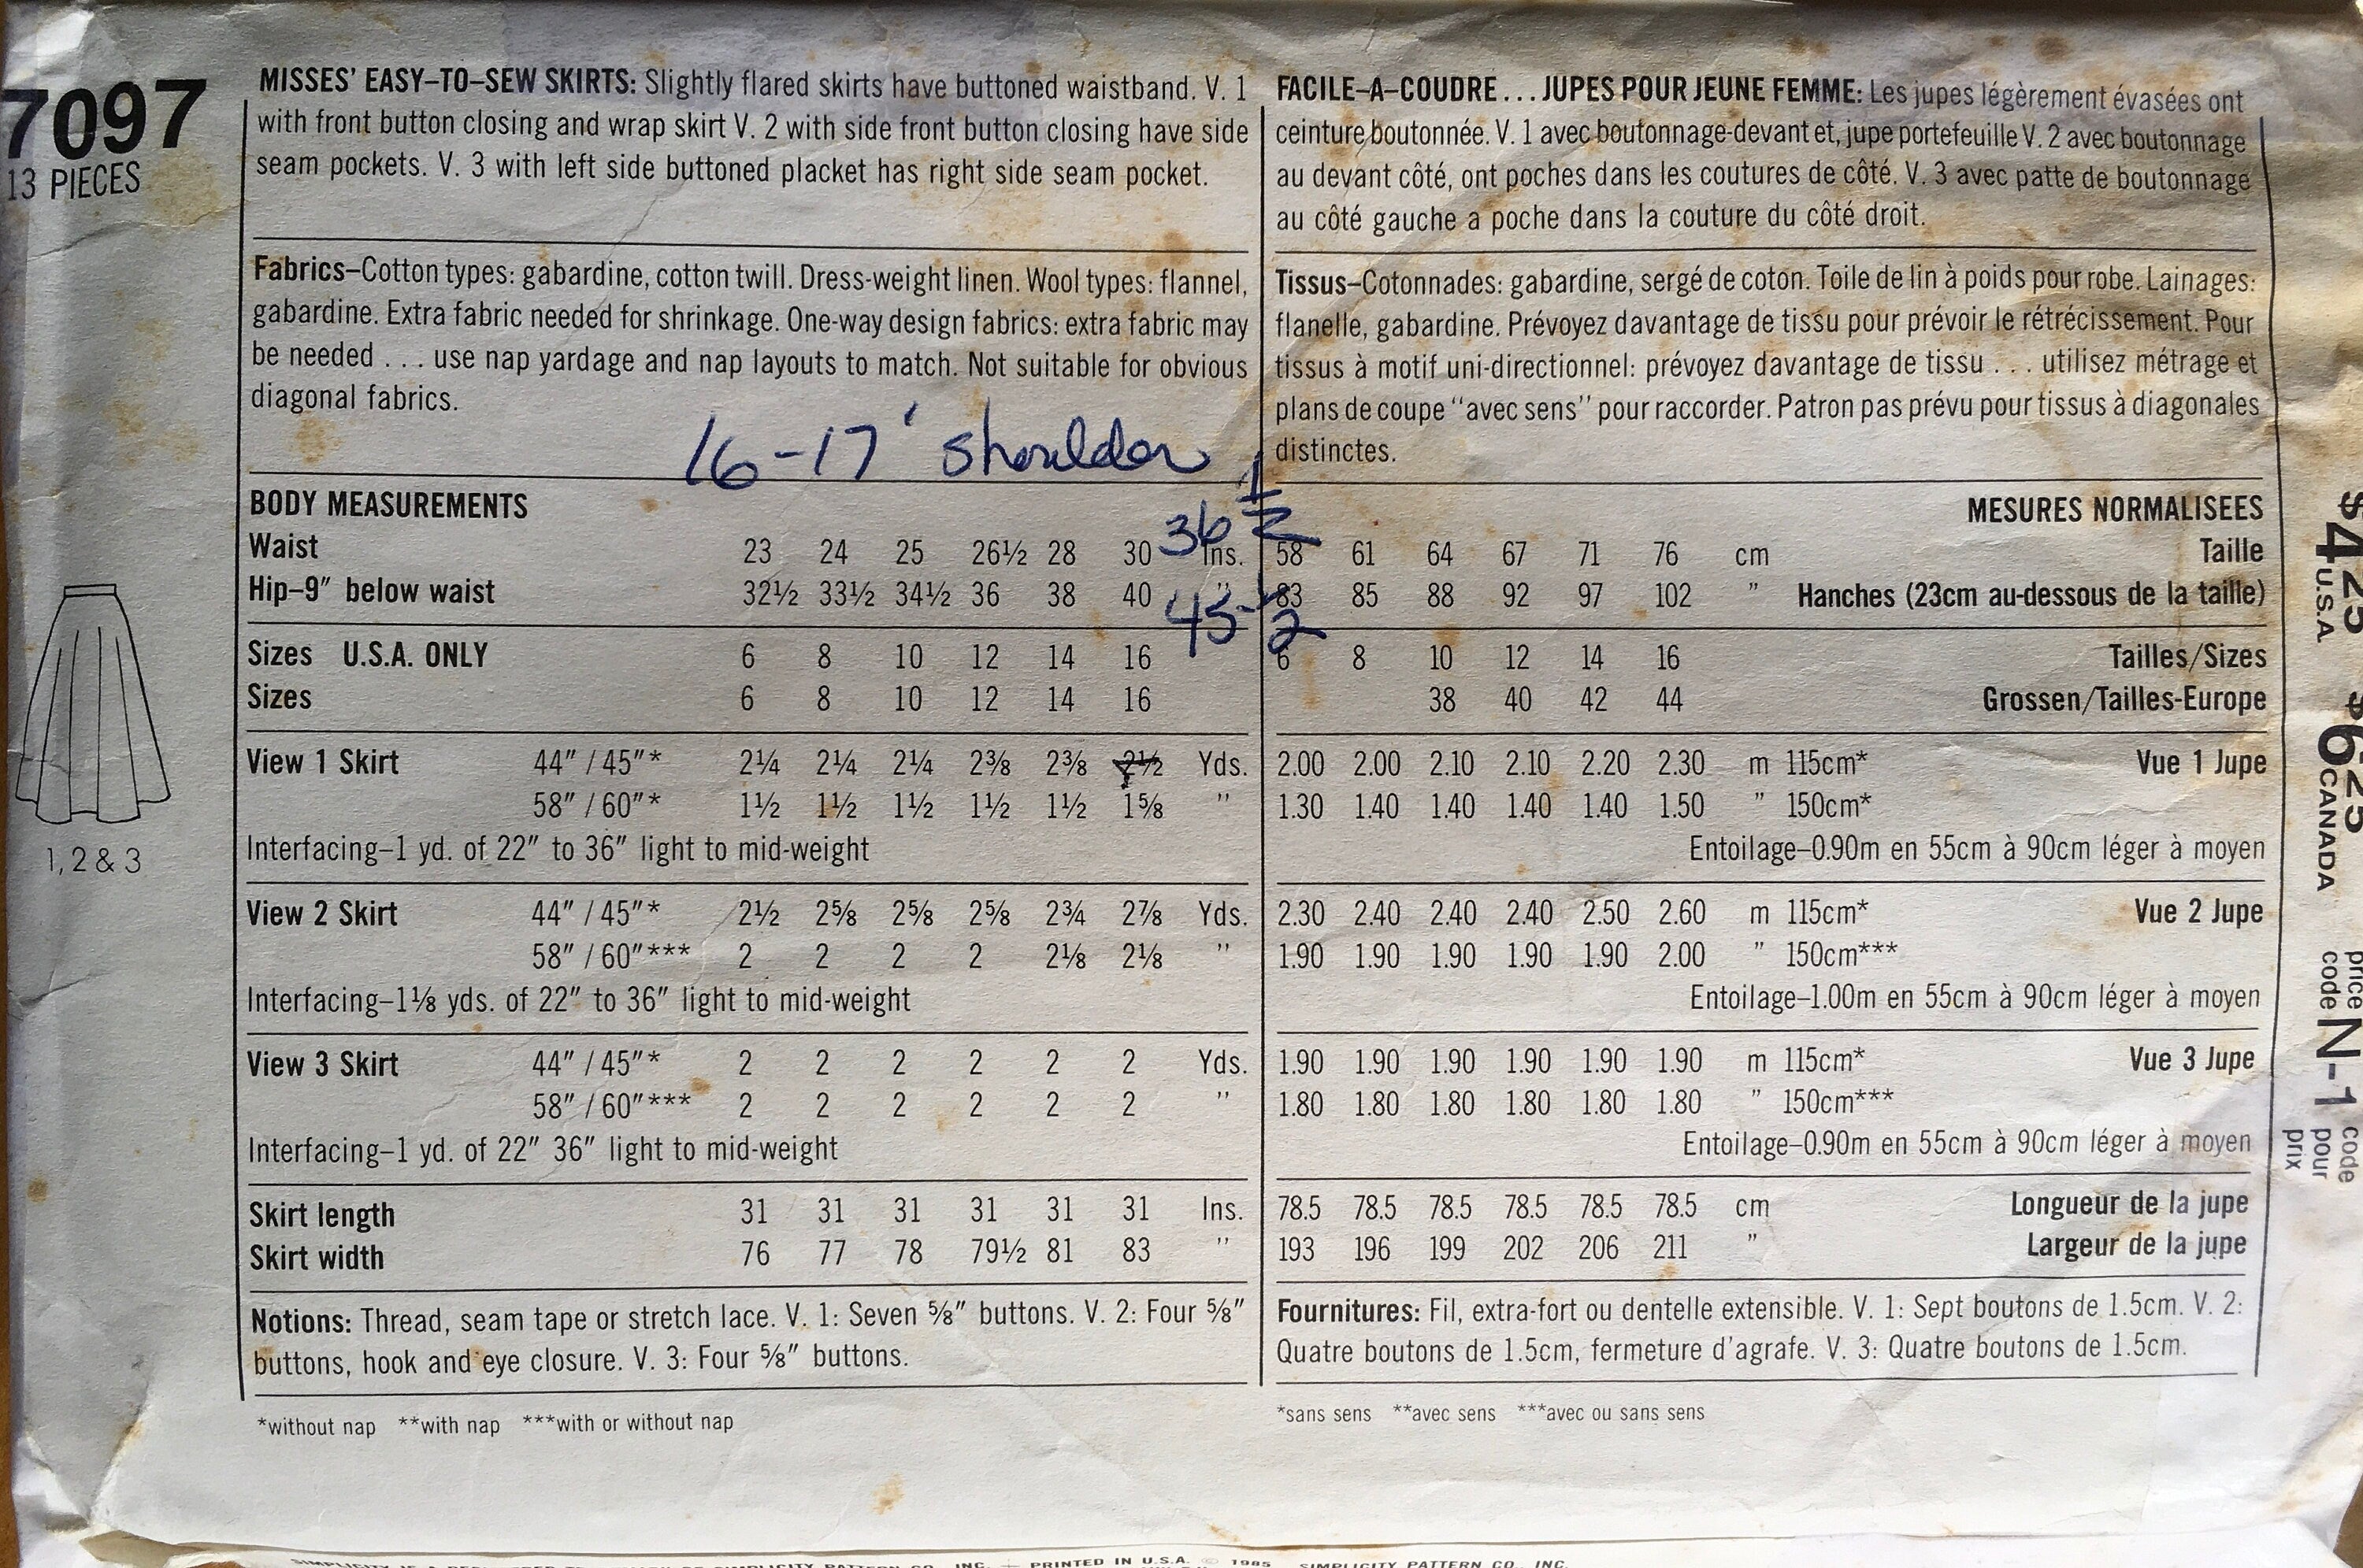 7097
13 PIECES
MISSES' EASY–TO–SEW SKIRTS: Slightly flared skirts have buttoned waistband. V. 1
with front button closing and wrap skirt V. 2 with side front button closing have side
seam pockets. V. 3 with left side buttoned placket has right side seam pocket.
Fabrics–Cotton types: gabardine, cotton twill. Dress-weight linen. Wool types: flannel,
gabardine. Extra fabric needed for shrinkage. One-way design fabrics: extra fabric may
be needed . . . use nap yardage and nap layouts to match. Not suitable for obvious
diagonal fabrics.
16-17' shoulder
BODY MEASUREMENTS
36 1/2
Waist 23 24 25 26½ 28 30 Ins.
Hip–9″ below waist 32½ 33½ 34½ 36 38 40 ″
45-1/2
Sizes U.S.A. ONLY 6 8 10 12 14 16
Sizes 6 8 10 12 14 16
View 1 Skirt 44″ / 45″* 2¼ 2¼ 2¼ 2⅜ 2⅜ 2½ Yds.
58″ / 60″* 1½ 1½ 1½ 1½ 1½ 1⅝ ″
Interfacing–1 yd. of 22″ to 36″ light to mid-weight
View 2 Skirt 44″ / 45″* 2½ 2⅝ 2⅝ 2⅝ 2¾ 2⅞ Yds.
58″ / 60″*** 2 2 2 2 2⅛ 2⅛ ″
Interfacing–1⅛ yds. of 22″ to 36″ light to mid-weight
View 3 Skirt 44″ / 45″* 2 2 2 2 2 2 Yds.
58″ / 60″*** 2 2 2 2 2 2 ″
Interfacing–1 yd. of 22″ 36″ light to mid-weight
Skirt length 31 31 31 31 31 31 Ins.
Skirt width 76 77 78 79½ 81 83 ″
Notions: Thread, seam tape or stretch lace. V. 1: Seven ⅝″ buttons. V. 2: Four ⅝″
buttons, hook and eye closure. V. 3: Four ⅝″ buttons.
*without nap **with nap ***with or without nap
1, 2 & 3
FACILE–A–COUDRE . . . JUPES POUR JEUNE FEMME: Les jupes légèrement évasées ont
ceinture boutonnée. V. 1 avec boutonnage-devant et, jupe portefeuille V. 2 avec boutonnage
au devant côté, ont poches dans les coutures de côté. V. 3 avec patte de boutonnage
au côté gauche a poche dans la couture du côté droit.
Tissus–Cotonnades: gabardine, sergé de coton. Toile de lin à poids pour robe. Lainages:
flanelle, gabardine. Prévoyez davantage de tissu pour prévoir le rétrécissement. Pour
tissus à motif uni-directionnel: prévoyez davantage de tissu . . . utilisez métrage et
plans de coupe "avec sens" pour raccorder. Patron pas prévu pour tissus à diagonales
distinctes.
MESURES NORMALISEES
58 61 64 67 71 76 cm Taille
83 85 88 92 97 102 ″ Hanches (23cm au-dessous de la taille)
6 8 10 12 14 16 Tailles/Sizes
38 40 42 44 Grossen/Tailles-Europe
2.00 2.00 2.10 2.10 2.20 2.30 m 115cm* Vue 1 Jupe
1.30 1.40 1.40 1.40 1.40 1.50 ″ 150cm*
Entoilage–0.90m en 55cm à 90cm léger à moyen
2.30 2.40 2.40 2.40 2.50 2.60 m 115cm* Vue 2 Jupe
1.90 1.90 1.90 1.90 1.90 2.00 ″ 150cm***
Entoilage–1.00m en 55cm à 90cm léger à moyen
1.90 1.90 1.90 1.90 1.90 1.90 m 115cm* Vue 3 Jupe
1.80 1.80 1.80 1.80 1.80 1.80 ″ 150cm***
Entoilage–0.90m en 55cm à 90cm léger à moyen
78.5 78.5 78.5 78.5 78.5 78.5 cm Longueur de la jupe
193 196 199 202 206 211 ″ Largeur de la jupe
Fournitures: Fil, extra-fort ou dentelle extensible. V. 1: Sept boutons de 1.5cm. V. 2:
Quatre boutons de 1.5cm, fermeture d'agrafe. V. 3: Quatre boutons de 1.5cm.
*sans sens **avec sens ***avec ou sans sens
$4.25 U.S.A.
$6.25 CANADA
price code N-1 code pour prix
PRINTED IN U.S.A. © 1985 SIMPLICITY PATTERN CO., INC.